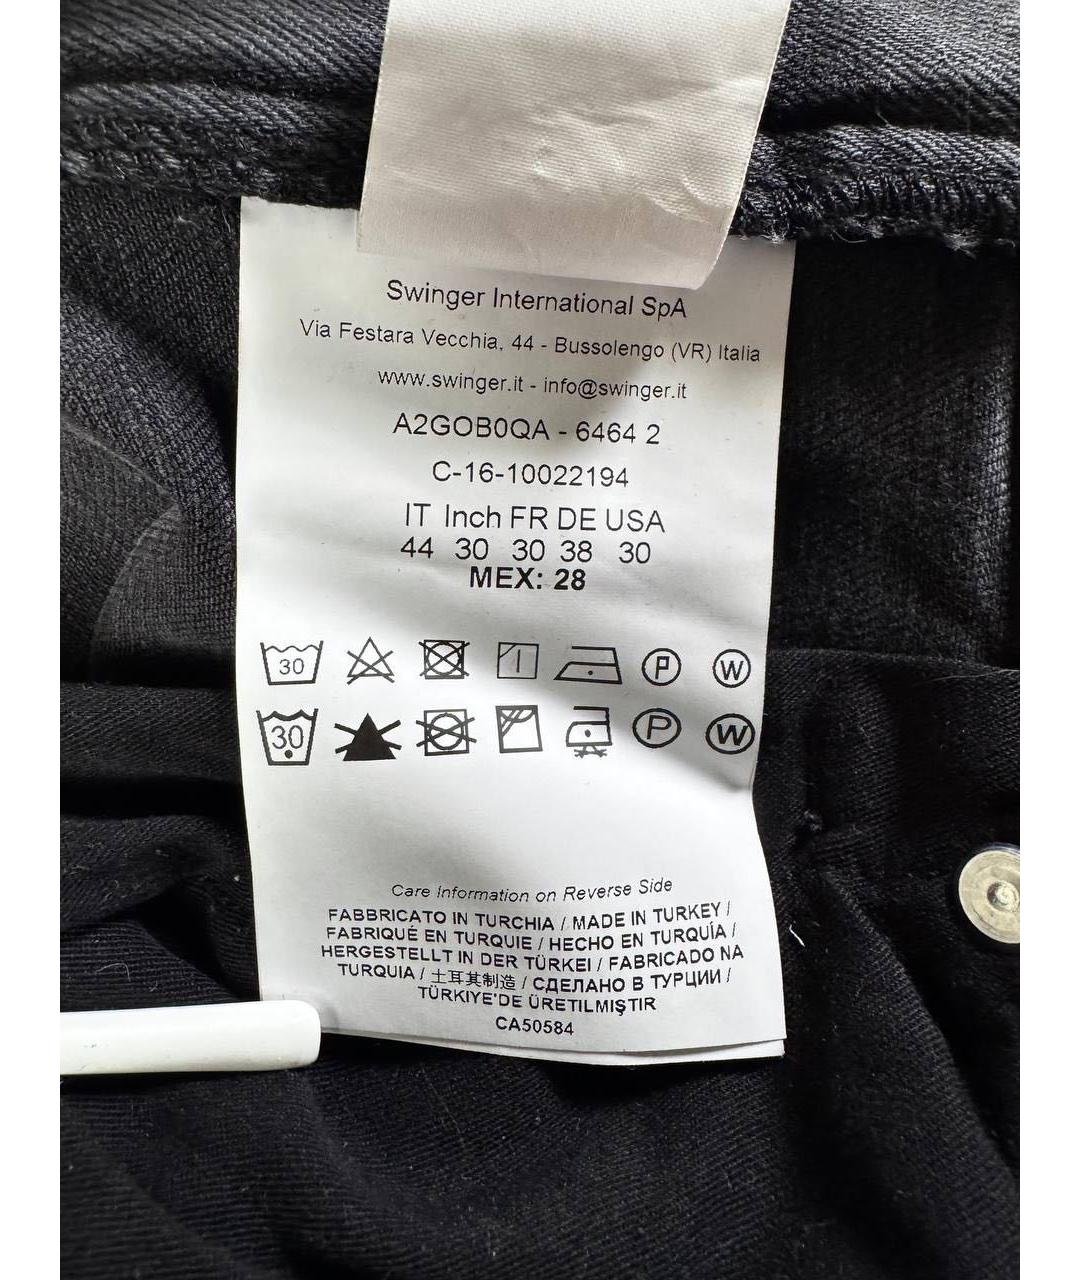 Swinger International SpA
Via Festara Vecchia, 44 - Bussolengo (VR) Italia
www.swinger.it - info@swinger.it
A2GOB0QA - 6464 2
C-16-10022194
IT Inch FR DE USA
44 30 30 38 30
MEX: 28
30 P W
30 P W
Care Information on Reverse Side
FABBRICATO IN TURCHIA / MADE IN TURKEY /
FABRIQUÉ EN TURQUIE / HECHO EN TURQUÍA /
HERGESTELLT IN DER TÜRKEI / FABRICADO NA
TURQUIA / 土耳其制造 / СДЕЛАНО В ТУРЦИИ /
TÜRKIYE'DE ÜRETILMIŞTIR
CA50584